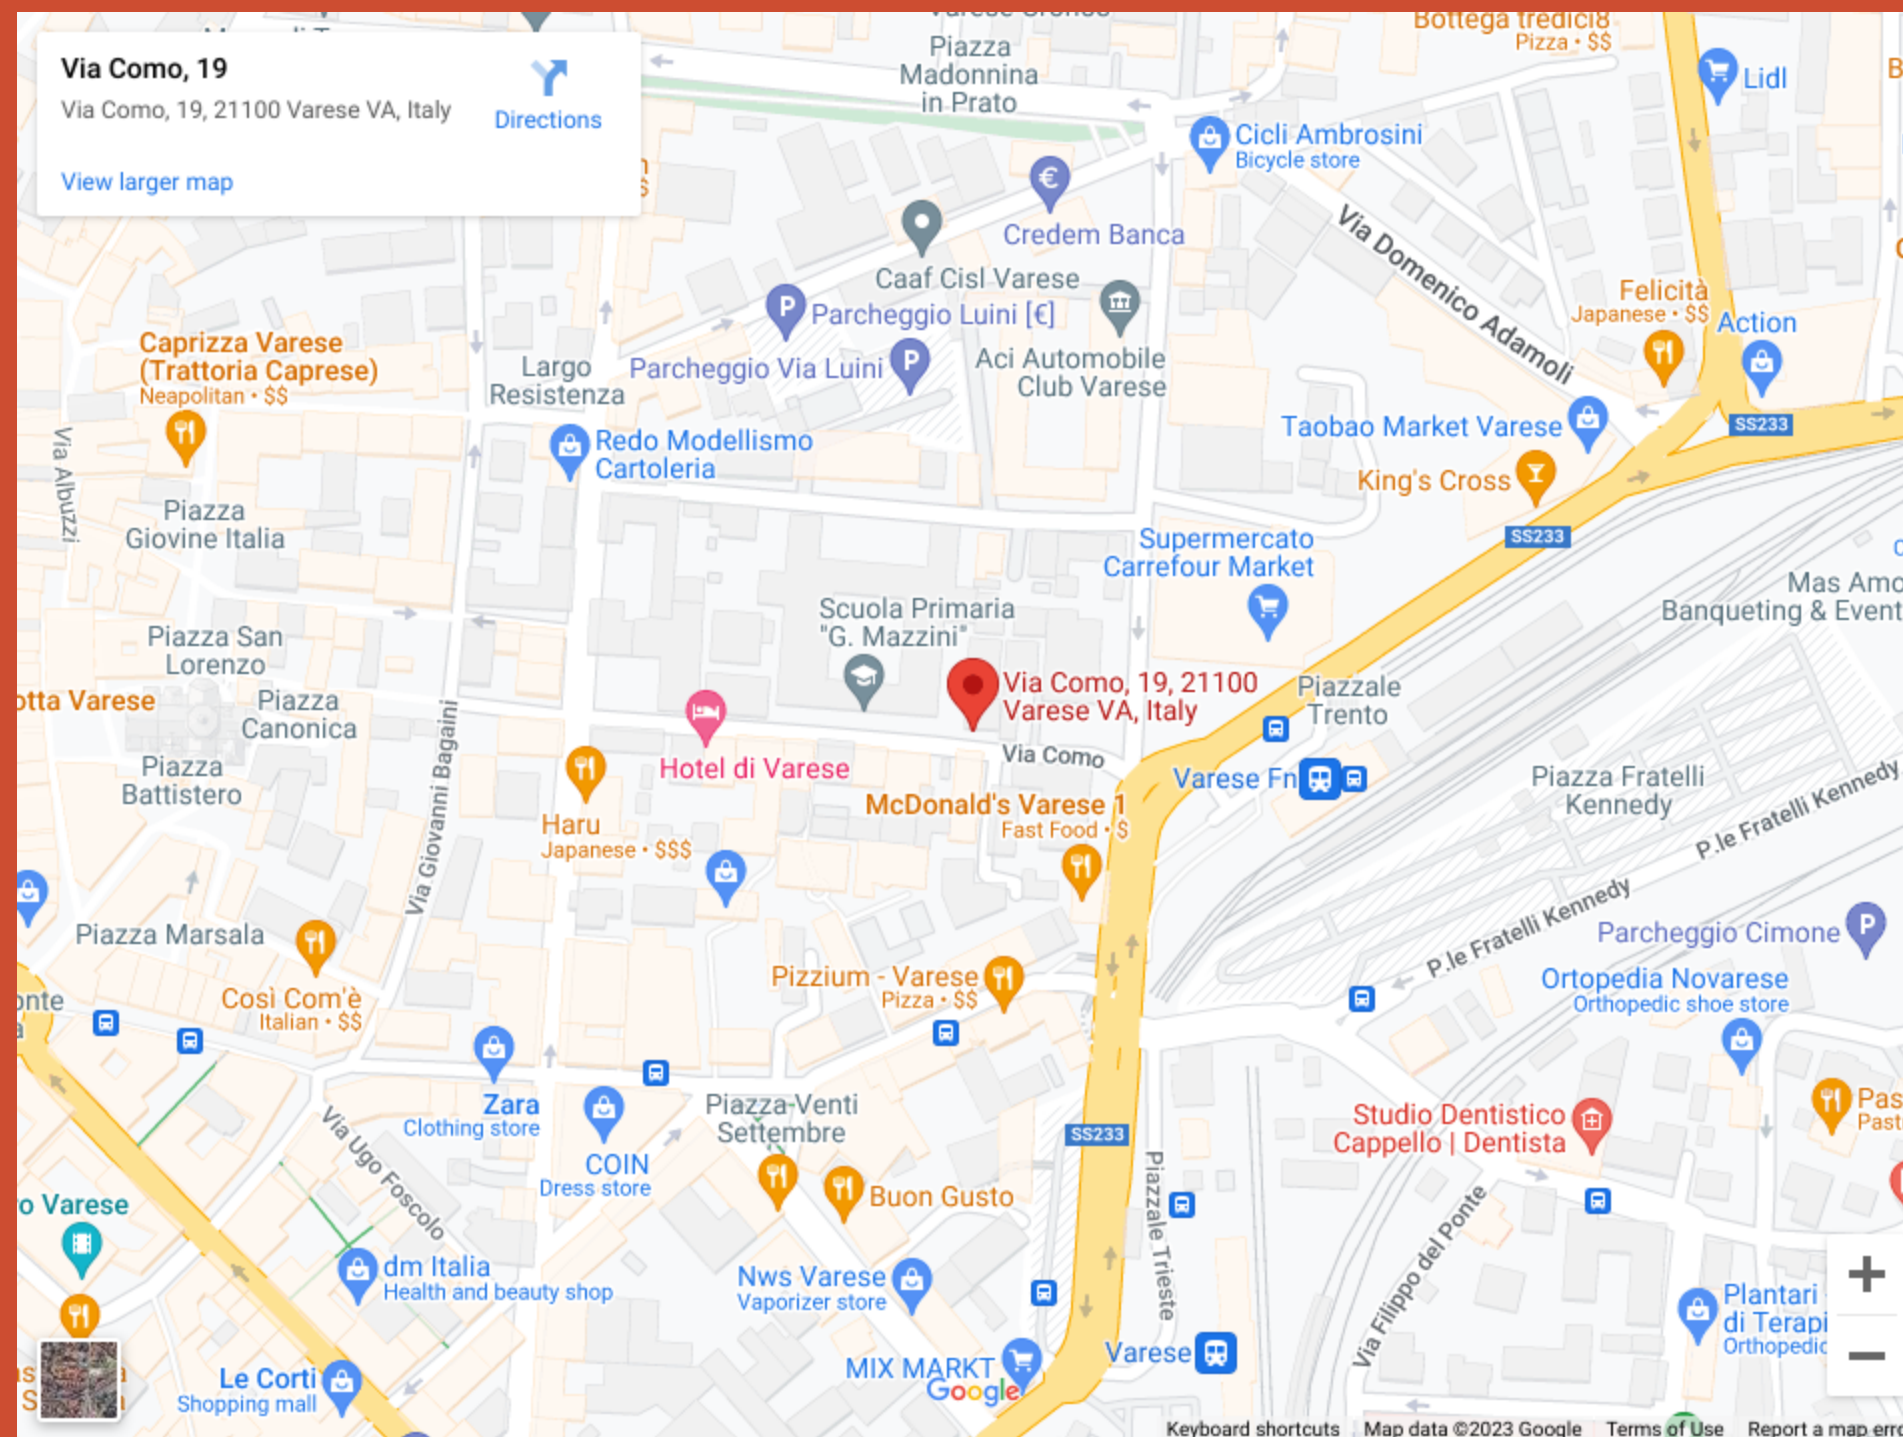 Via Como, 19
Via Como, 19, 21100 Varese VA, Italy
Directions
View larger map
Piazza
Madonnina
in Prato
Bottega tredici8
Pizza • $$
Lidl
Cicli Ambrosini
Bicycle store
€
Credem Banca
Via Domenico Adamoli
Caaf Cisl Varese
P
Parcheggio Luini [€]
Felicità
Japanese • $$
Action
Caprizza Varese
(Trattoria Caprese)
Neapolitan • $$
Largo
Resistenza
Parcheggio Via Luini
P
Aci Automobile
Club Varese
Taobao Market Varese
SS233
Via Albuzzi
Redo Modellismo
Cartoleria
King's Cross
Piazza
Giovine Italia
SS233
Supermercato
Carrefour Market
Mas Amo
Banqueting & Event
Scuola Primaria
"G. Mazzini"
Piazza San
Lorenzo
otta Varese
Piazza
Canonica
Via Como, 19, 21100
Varese VA, Italy
Piazzale
Trento
Via Giovanni Bagaini
Via Como
Hotel di Varese
Piazza
Battistero
Varese Fn
Piazza Fratelli
Kennedy
P.le Fratelli Kennedy
McDonald's Varese 1
Fast Food • $
Haru
Japanese • $$$
P.le Fratelli Kennedy
Piazza Marsala
Parcheggio Cimone
P
Pizzium - Varese
Pizza • $$
Ortopedia Novarese
Orthopedic shoe store
Così Com'è
Italian • $$
onte
Zara
Clothing store
Piazza Venti
Settembre
SS233
Studio Dentistico
Cappello | Dentista
Pas
Past
Via Ugo Foscolo
COIN
Dress store
Piazzale Trieste
Buon Gusto
o Varese
Via Filippo del Ponte
dm Italia
Health and beauty shop
Nws Varese
Vaporizer store
Plantari
di Terapi
Orthopedic
+
−
Varese
MIX MARKT
Le Corti
Shopping mall
Google
Keyboard shortcuts
Map data ©2023 Google
Terms of Use
Report a map erro